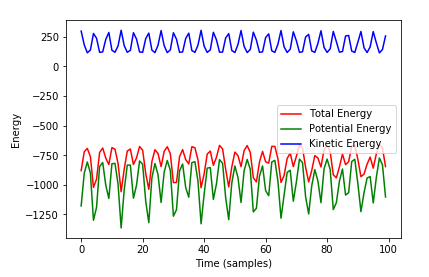 250
0
−250
−500
−750
−1000
−1250
Energy
Total Energy
Potential Energy
Kinetic Energy
0
20
40
60
80
100
Time (samples)